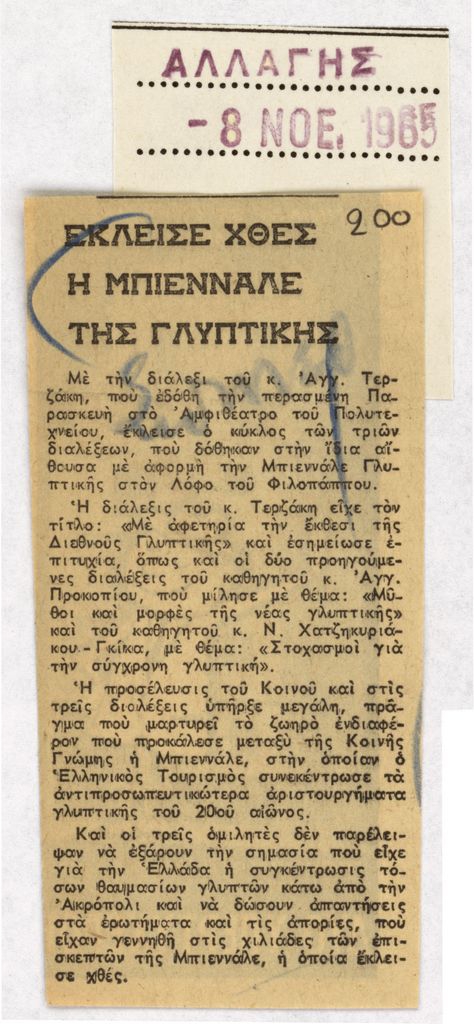 ΑΛΛΑΓΗΣ
-8 ΝΟΕ. 1965
200
ΕΚΛΕΙΣΕ ΧΘΕΣ
Η ΜΠΙΕΝΝΑΛΕ
ΤΗΣ ΓΛΥΠΤΙΚΗΣ
Μὲ τὴν διάλεξι τοῦ κ. Ἀγγ. Τερ-
ζάκη, ποὺ ἐδόθη τὴν περασμένη Πα-
ρασκευὴ στὸ Ἀμφιθέατρο τοῦ Πολυτε-
χνείου, ἔκλεισε ὁ κύκλος τῶν τριῶν
διαλέξεων, ποὺ δόθηκαν στὴν ἴδια αἴ-
θουσα μὲ ἀφορμὴ τὴν Μπιεννάλε Γλυ-
πτικῆς στὸν Λόφο τοῦ Φιλοπάππου.
Ἡ διάλεξις τοῦ κ. Τερζάκη εἶχε τὸν
τίτλο: «Μὲ ἀφετηρία τὴν ἔκθεσι τῆς
Διεθνοῦς Γλυπτικῆς» καὶ ἐσημείωσε ἐ-
πιτυχία, ὅπως καὶ οἱ δύο προηγούμε-
νες διαλέξεις τοῦ καθηγητοῦ κ. Ἀγγ.
Προκοπίου, ποὺ μίλησε μὲ θέμα: «Μῦ-
θοι καὶ μορφὲς τῆς νέας γλυπτικῆς»
καὶ τοῦ καθηγητοῦ κ. Ν. Χατζηκυριά-
κου - Γκίκα, μὲ θέμα: «Στοχασμοὶ γιὰ
τὴν σύγχρονη γλυπτική».
Ἡ προσέλευσις τοῦ Κοινοῦ καὶ στὶς
τρεῖς διαλέξεις ὑπῆρξε μεγάλη, πρᾶ-
γμα ποὺ μαρτυρεῖ τὸ ζωηρὸ ἐνδιαφέ-
ρον ποὺ προκάλεσε μεταξὺ τῆς Κοινῆς
Γνώμης ἡ Μπιεννάλε, στὴν ὁποίαν ὁ
Ἑλληνικὸς Τουρισμὸς συνεκέντρωσε τὰ
ἀντιπροσωπευτικώτερα ἀριστουργήματα
γλυπτικῆς τοῦ 20οῦ αἰῶνος.
Καὶ οἱ τρεῖς ὁμιλητὲς δὲν παρέλει-
ψαν νὰ ἐξάρουν τὴν σημασία ποὺ εἶχε
γιὰ τὴν Ἑλλάδα ἡ συγκέντρωσις τό-
σων θαυμασίων γλυπτῶν κάτω ἀπὸ τὴν
Ἀκρόπολι καὶ νὰ δώσουν ἀπαντήσεις
στὰ ἐρωτήματα καὶ τὶς ἀπορίες, ποὺ
εἶχαν γεννηθῆ στὶς χιλιάδες τῶν ἐπι-
σκεπτῶν τῆς Μπιεννάλε, ἡ ὁποία ἔκλει-
σε χθές.